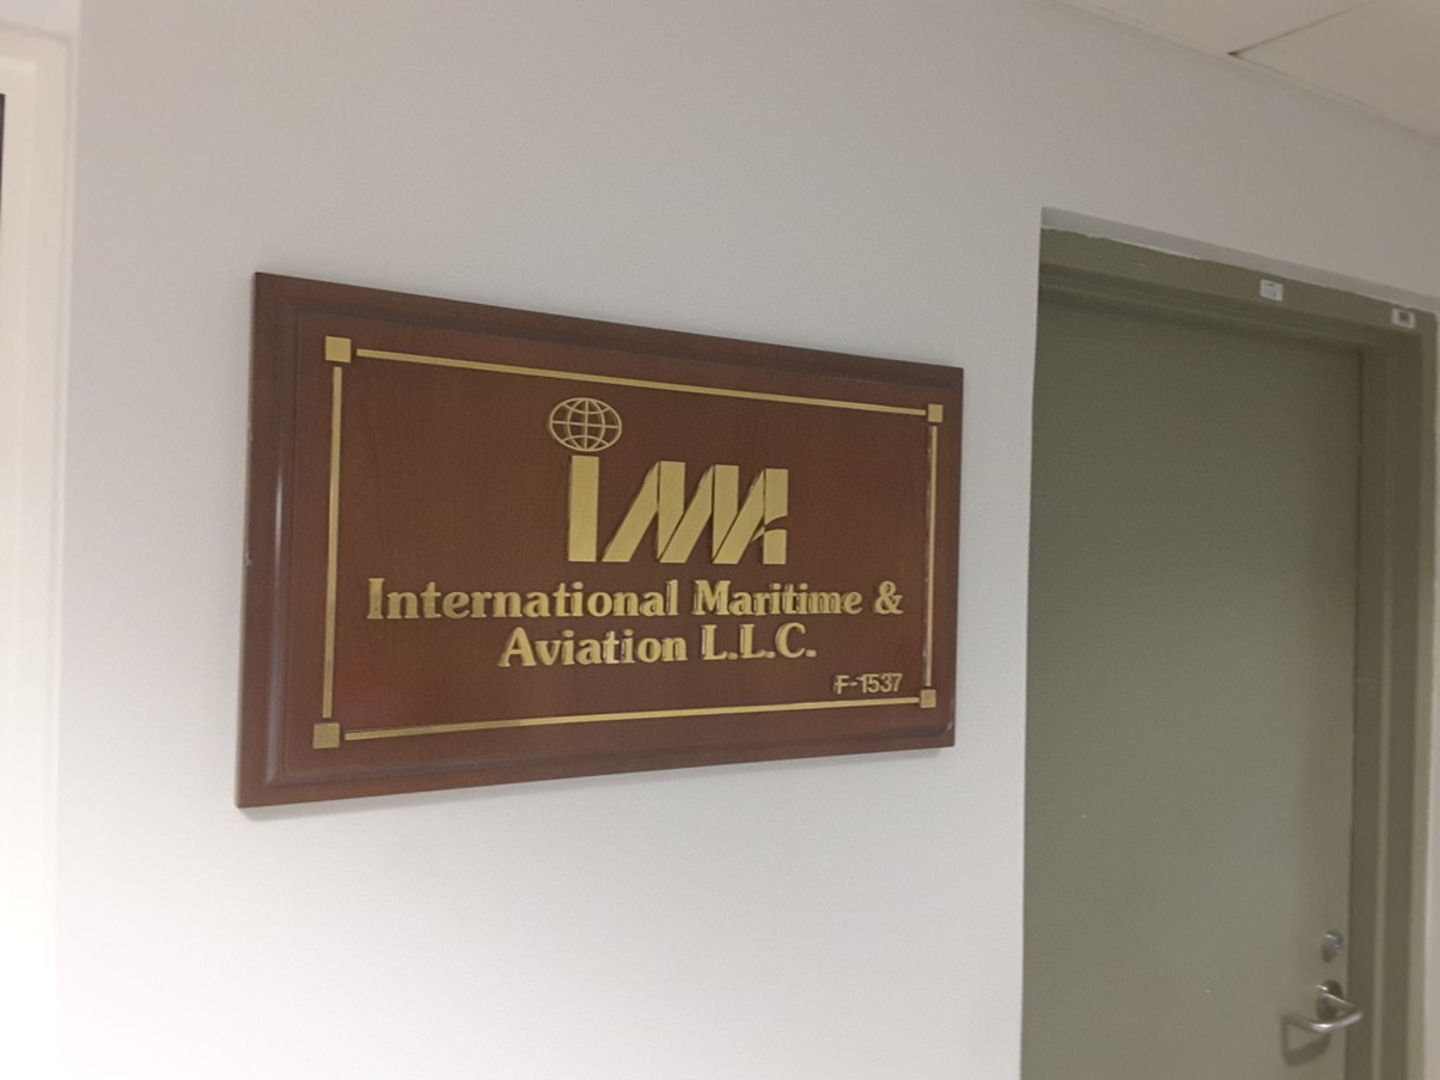 IMA
International Maritime &
Aviation L.L.C.
F-1537